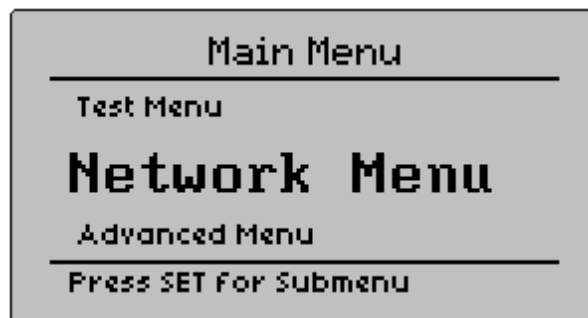 Main Menu
Test Menu
Network Menu
Advanced Menu
Press SET for Submenu